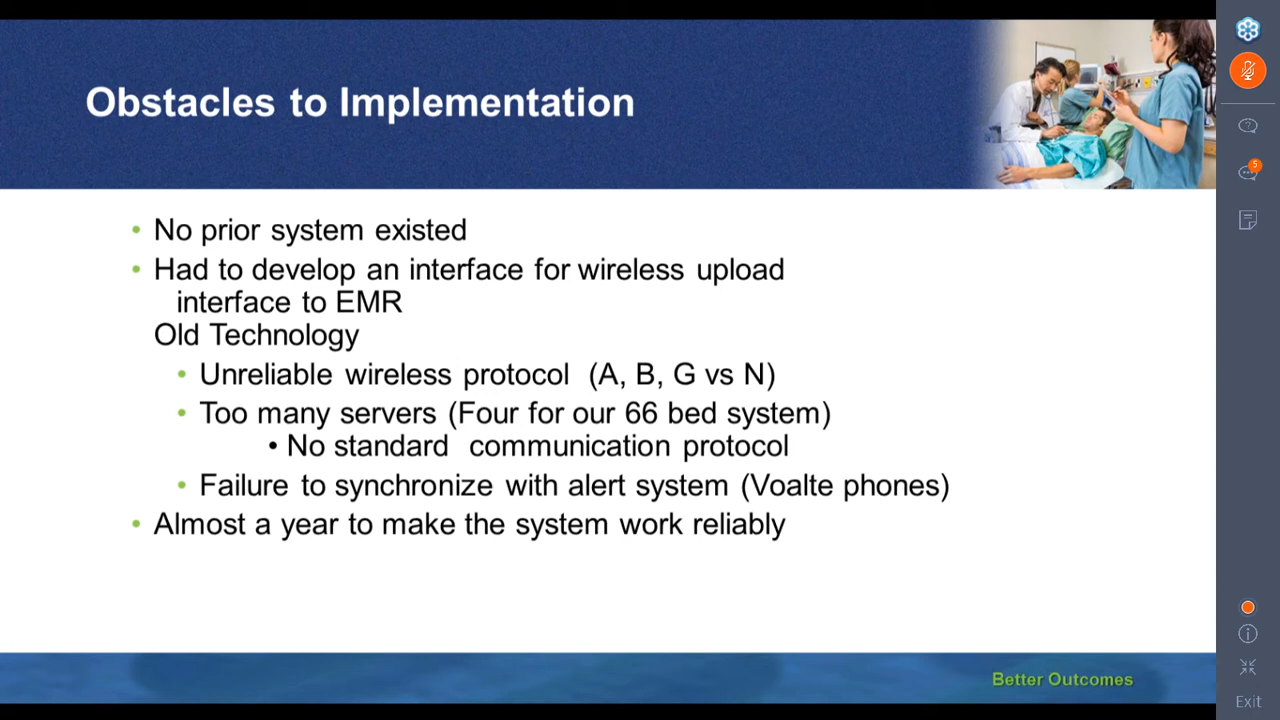 Obstacles to Implementation
• No prior system existed
• Had to develop an interface for wireless upload
interface to EMR
Old Technology
• Unreliable wireless protocol (A, B, G vs N)
• Too many servers (Four for our 66 bed system)
• No standard communication protocol
• Failure to synchronize with alert system (Voalte phones)
• Almost a year to make the system work reliably
Better Outcomes
5
Exit